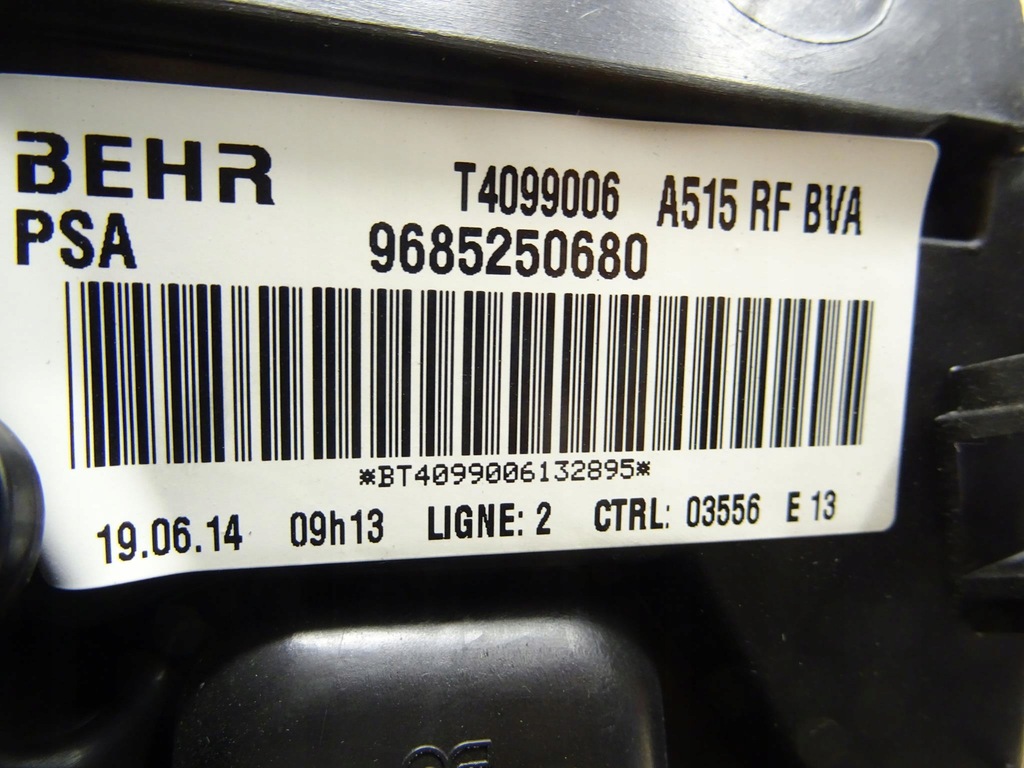 BEHR T4099006 A515 RF BVA
PSA 9685250680
*BT4099006132895*
19.06.14 09h13 LIGNE: 2 CTRL: 03556 E 13